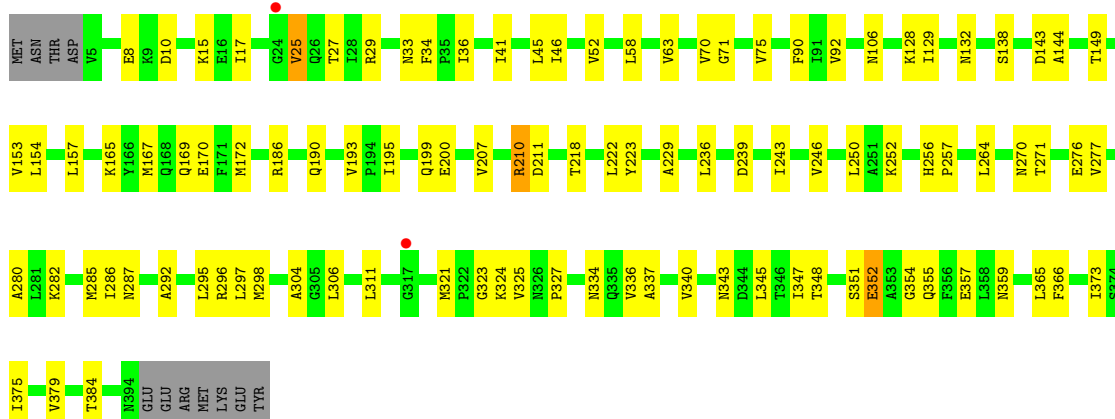 MET ASN THR ASP V5 E8 K9 D10 K15 E16 I17 G24 V25 Q26 T27 I28 R29 N33 F34 P35 I36 I41 L45 I46 V52 L58 V63 V70 G71 V75 F90 I91 V92 N106 K128 I129 N132 S138 D143 A144 T149
V153 L154 L157 K165 Y166 M167 Q168 Q169 E170 F171 M172 R186 Q190 V193 P194 I195 Q199 E200 V207 R210 D211 T218 L222 Y223 A229 L236 D239 I243 V246 L250 A251 K252 H256 P257 L264 N270 T271 E276 V277
A280 L281 K282 M285 I286 N287 A292 L295 R296 L297 M298 A304 G305 L306 L311 G317 M321 P322 G323 K324 V325 N326 P327 N334 Q335 V336 A337 V340 N343 D344 L345 T346 I347 T348 S351 E352 A353 G354 Q355 F356 E357 L358 N359 L365 F366 I373 S374
I375 V379 T384 N394 GLU GLU ARG MET LYS GLU TYR